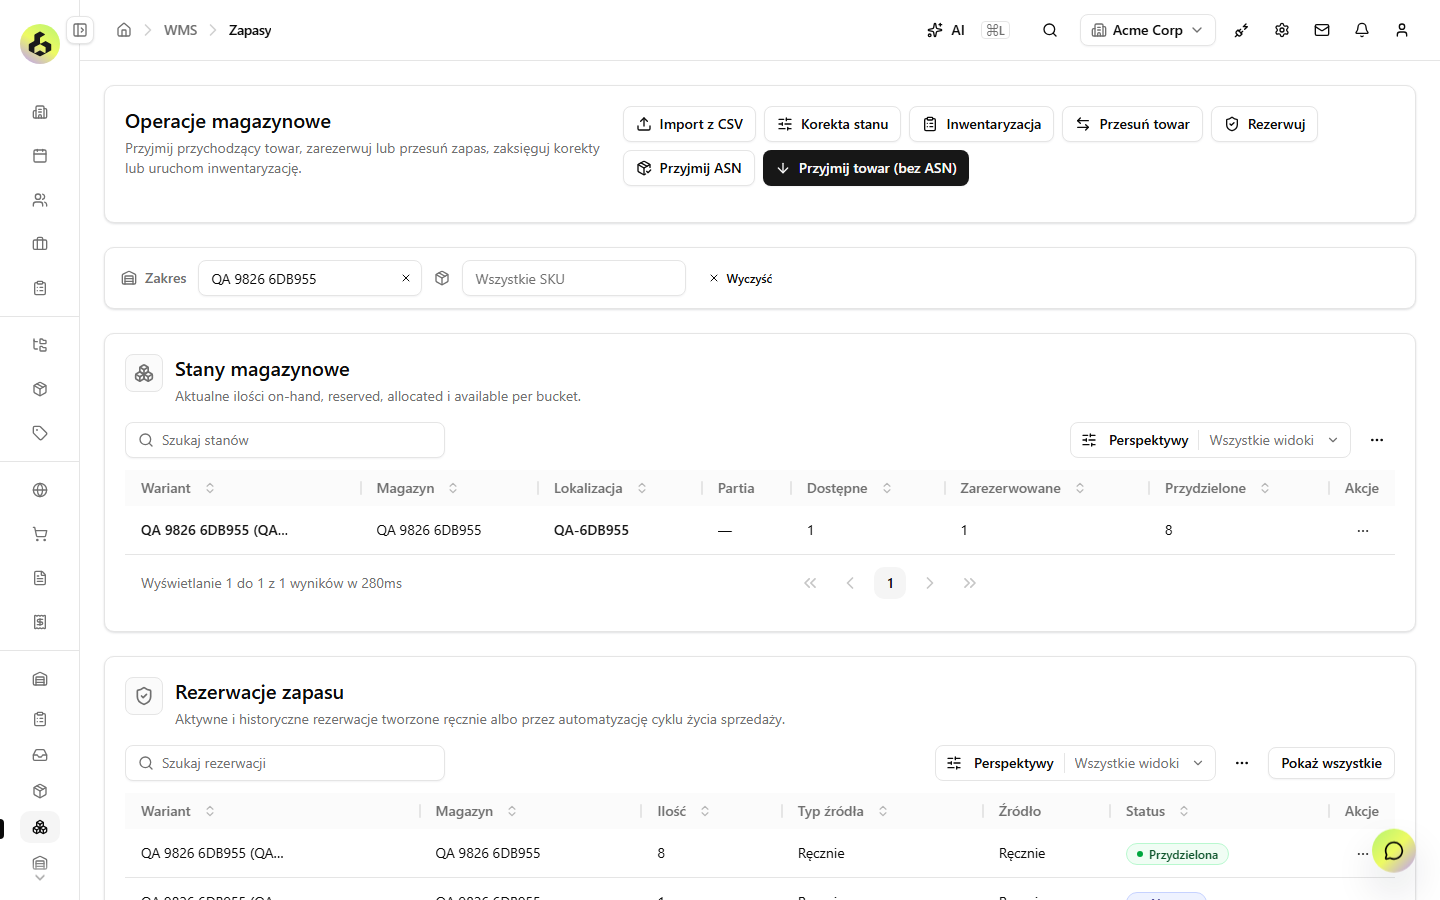 WMS
Zapasy
AI
⌘L
Acme Corp
Operacje magazynowe
Przyjmij przychodzący towar, zarezerwuj lub przesuń zapas, zaksięguj korekty
lub uruchom inwentaryzację.
Import z CSV
Korekta stanu
Inwentaryzacja
Przesuń towar
Rezerwuj
Przyjmij ASN
Przyjmij towar (bez ASN)
Zakres
QA 9826 6DB955
Wszystkie SKU
Wyczyść
Stany magazynowe
Aktualne ilości on-hand, reserved, allocated i available per bucket.
Szukaj stanów
Perspektywy
Wszystkie widoki
Wariant Magazyn Lokalizacja Partia Dostępne Zarezerwowane Przydzielone Akcje
QA 9826 6DB955 (QA... QA 9826 6DB955 QA-6DB955 — 1 1 8
Wyświetlanie 1 do 1 z 1 wyników w 280ms
1
Rezerwacje zapasu
Aktywne i historyczne rezerwacje tworzone ręcznie albo przez automatyzację cyklu życia sprzedaży.
Szukaj rezerwacji
Perspektywy
Wszystkie widoki
Pokaż wszystkie
Wariant Magazyn Ilość Typ źródła Źródło Status Akcje
QA 9826 6DB955 (QA... QA 9826 6DB955 8 Ręcznie Ręcznie Przydzielona